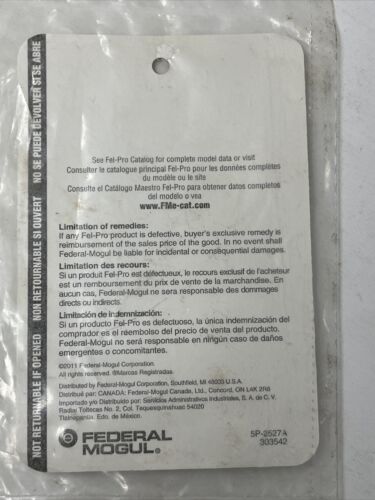 See Fel-Pro Catalog for complete model data or visit
Consulter le catalogue principal Fel-Pro pour les données complètes
du modèle ou le site
Consulte el Catálogo Maestro Fel-Pro para obtener datos completos
del modelo o vea
www.FMe-cat.com
Limitation of remedies:
If any Fel-Pro product is defective, buyer's exclusive remedy is
reimbursement of the sales price of the good. In no event shall
Federal-Mogul be liable for incidental or consequential damages.
Limitation des recours:
Si un produit Fel-Pro est défectueux, le recours exclusif de l'acheteur
est un remboursement du prix de vente de la marchandise. En
aucun cas, Federal-Mogul ne sera responsable des dommages
directs ou indirects.
Limitación de indemnización:
Si un producto Fel-Pro es defectuoso, la única indemnización del
comprador es el reembolso del precio de venta del producto.
Federal-Mogul no será responsable en ningún caso de daños
emergentes o concomitantes.
©2011 Federal-Mogul Corporation.
All rights reserved. ®Marcas Registradas.
Distributed by Federal-Mogul Corporation, Southfield, MI 48033 U.S.A.
Distribué par: CANADA: Federal-Mogul Canada, Ltd., Concord, ON L4K 2R6
Importado y/o Distribuido por: Servicios Administrativos Industriales, S. A. de C. V.
Radial Toltecas No. 2, Col. Tequesquinahuac 54020
Tlalnepantla. Edo. de México.
FEDERAL
MOGUL®
SP-2527A
303542
NOT RETURNABLE IF OPENED NON RETOURNABLE SI OUVERT NO SE PUEDE DEVOLVER SI SE ABRE